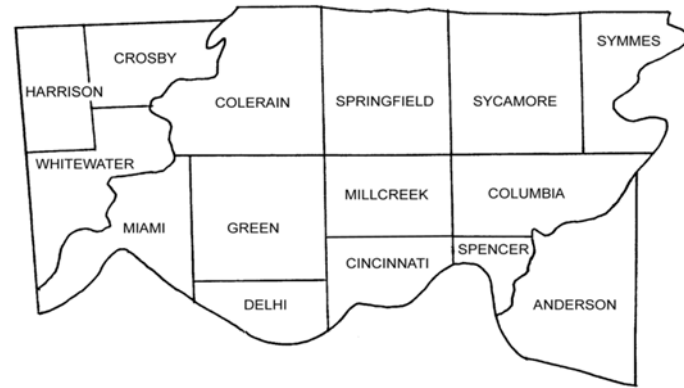 SYMMES
CROSBY
HARRISON
COLERAIN
SPRINGFIELD
SYCAMORE
WHITEWATER
MILLCREEK
COLUMBIA
MIAMI
GREEN
SPENCER
CINCINNATI
DELHI
ANDERSON